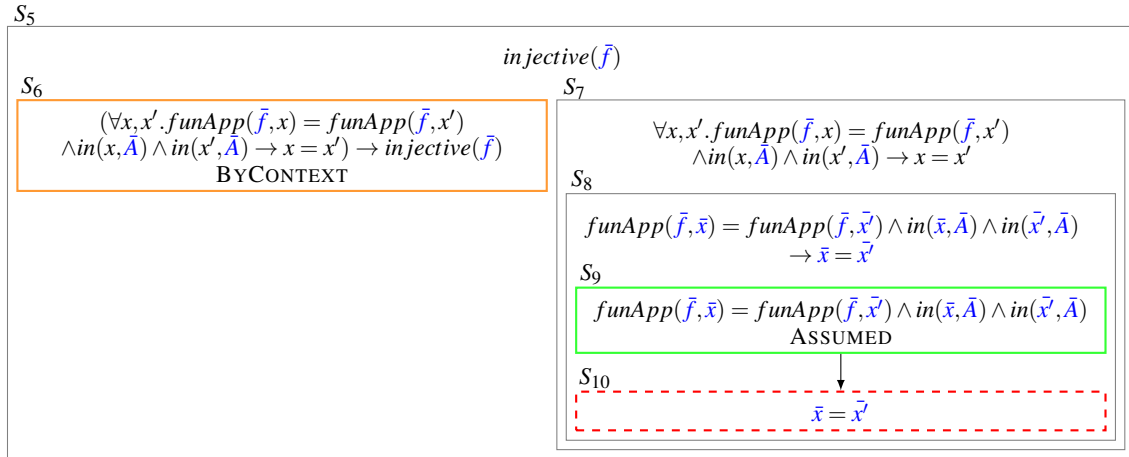 S₅
injective(f̄)
S₆
(∀x,x′.funApp(f̄,x) = funApp(f̄,x′)
∧in(x,Ā)∧in(x′,Ā) → x = x′) → injective(f̄)
BYCONTEXT
S₇
∀x,x′.funApp(f̄,x) = funApp(f̄,x′)
∧in(x,Ā)∧in(x′,Ā) → x = x′
S₈
funApp(f̄,x̄) = funApp(f̄,x̄′)∧in(x̄,Ā)∧in(x̄′,Ā)
→ x̄ = x̄′
S₉
funApp(f̄,x̄) = funApp(f̄,x̄′)∧in(x̄,Ā)∧in(x̄′,Ā)
ASSUMED
S₁₀
x̄ = x̄′